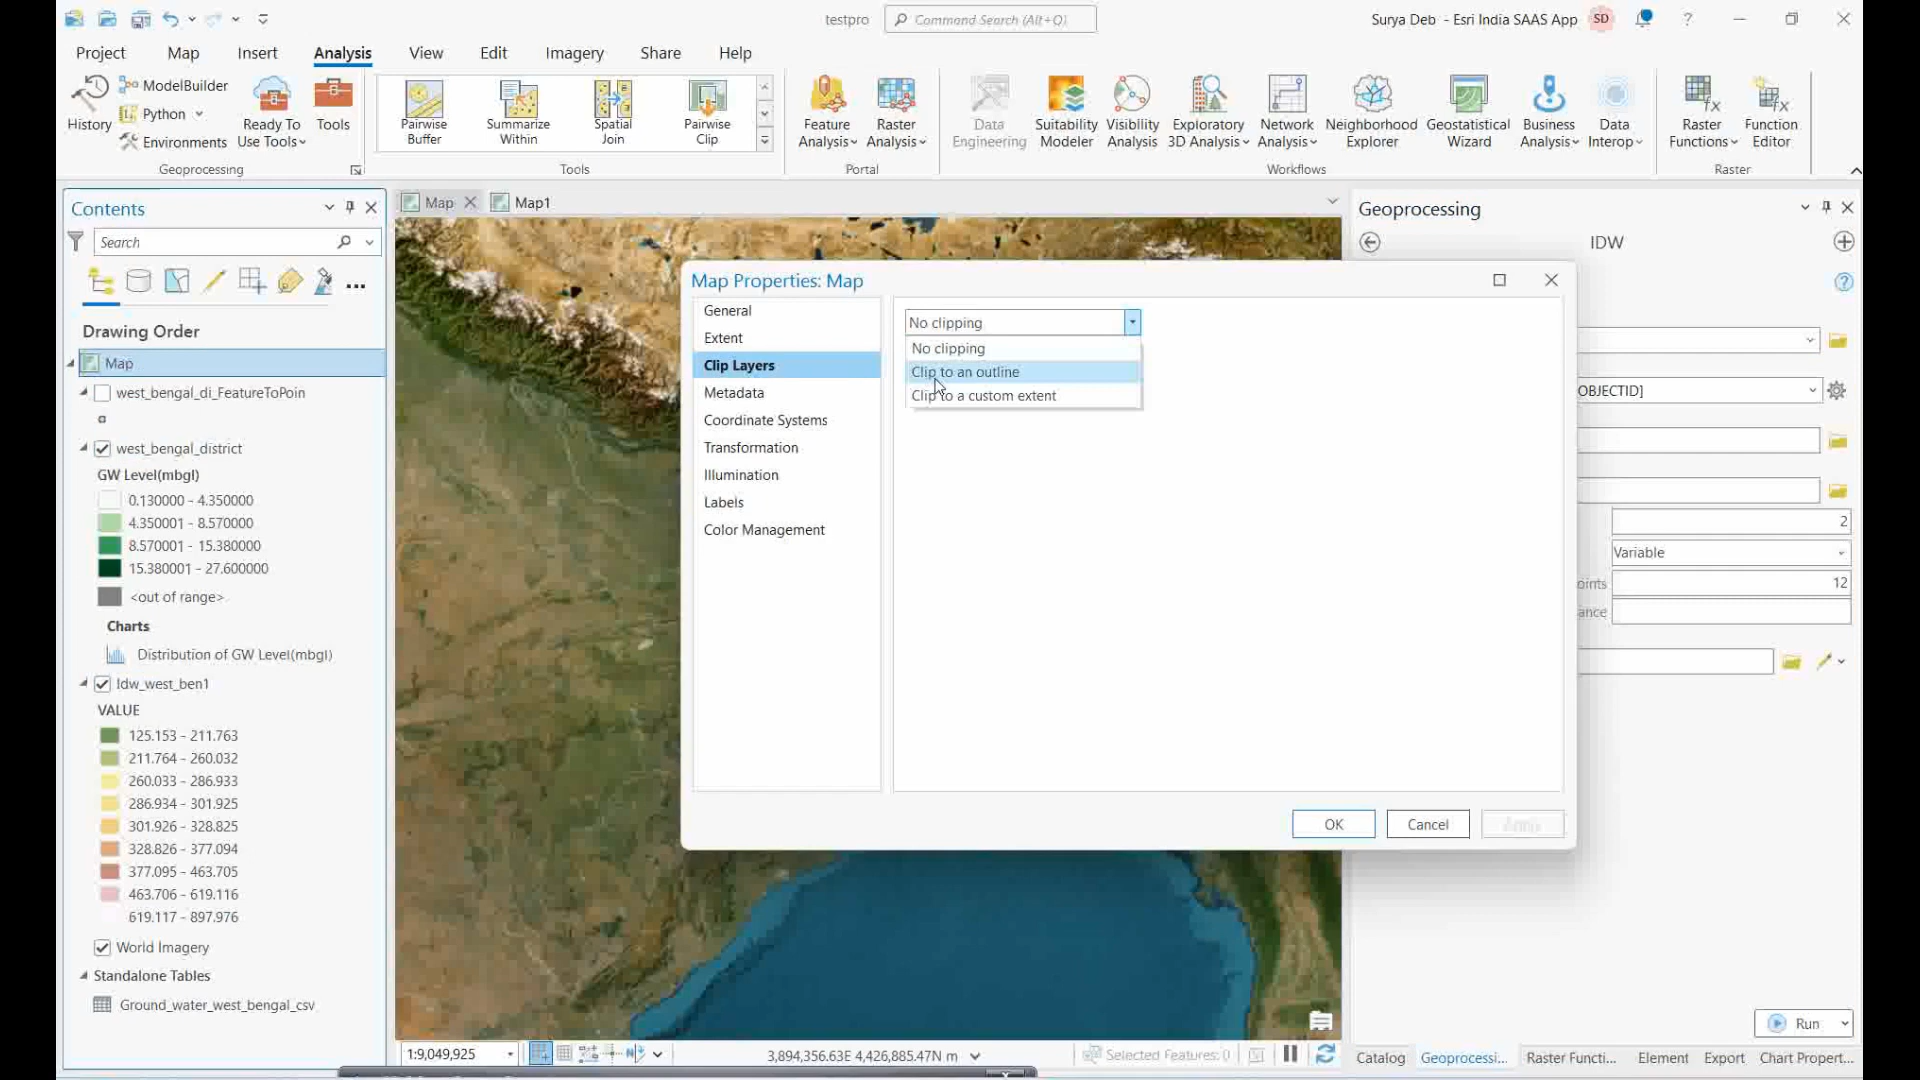 testpro
Command Search (Alt+Q)
Surya Deb - Esri India SAAS App
SD
?
Project
Map
Insert
Analysis
View
Edit
Imagery
Share
Help
History
ModelBuilder
Python
Environments
Ready To
Use Tools
Tools
Geoprocessing
Pairwise
Buffer
Summarize
Within
Spatial
Join
Pairwise
Clip
Tools
Feature
Analysis
Raster
Analysis
Portal
Data
Engineering
Suitability
Modeler
Visibility
Analysis
Exploratory
3D Analysis
Network
Analysis
Neighborhood
Explorer
Geostatistical
Wizard
Business
Analysis
Data
Interop
Workflows
Raster
Functions
Function
Editor
Raster
Contents
Search
Drawing Order
Map
west_bengal_di_FeatureToPoin
west_bengal_district
GW Level(mbgl)
0.130000 - 4.350000
4.350001 - 8.570000
8.570001 - 15.380000
15.380001 - 27.600000
<out of range>
Charts
Distribution of GW Level(mbgl)
Idw_west_ben1
VALUE
125.153 - 211.763
211.764 - 260.032
260.033 - 286.933
286.934 - 301.925
301.926 - 328.825
328.826 - 377.094
377.095 - 463.705
463.706 - 619.116
619.117 - 897.976
World Imagery
Standalone Tables
Ground_water_west_bengal_csv
Map
Map1
Map Properties: Map
General
Extent
Clip Layers
Metadata
Coordinate Systems
Transformation
Illumination
Labels
Color Management
No clipping
No clipping
Clip to an outline
Clip to a custom extent
OK
Cancel
Apply
1:9,049,925
3,894,356.63E 4,426,885.47N m
Selected Features: 0
Geoprocessing
IDW
?
OBJECTID]
2
Variable
oints
12
ance
Run
Catalog
Geoprocessi...
Raster Functi...
Element
Export
Chart Propert...